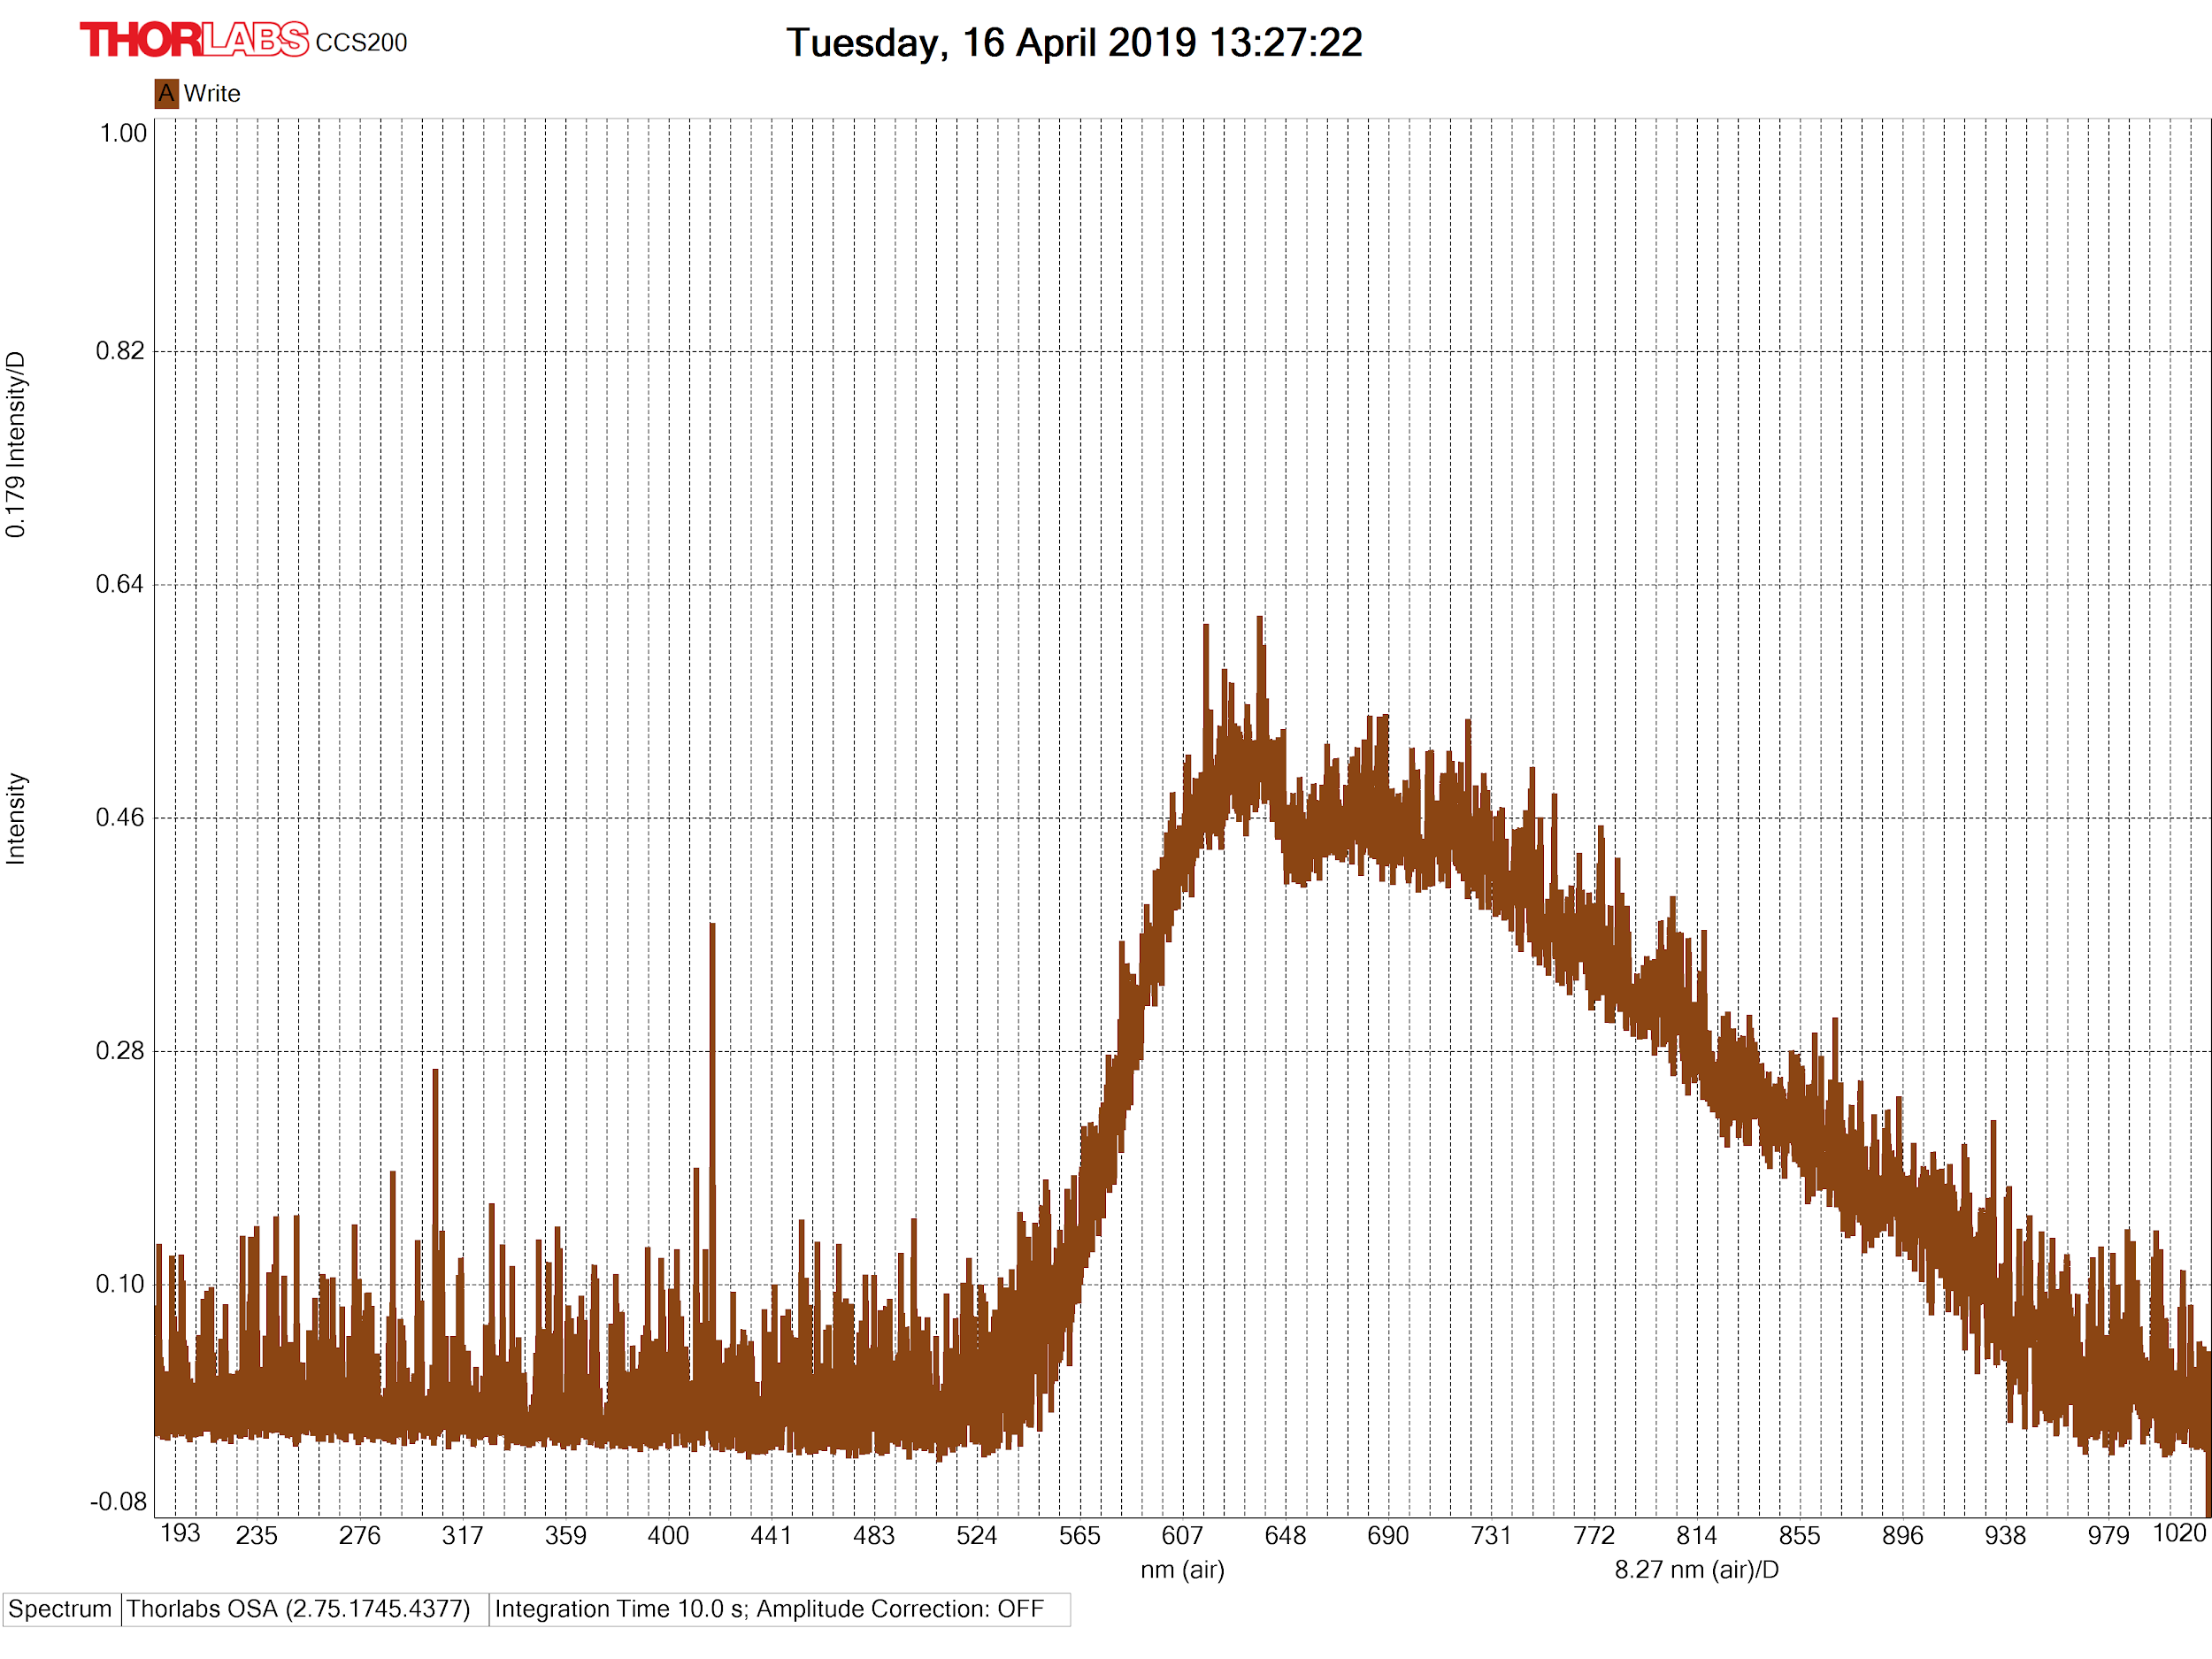 THORLABS CCS200
Tuesday, 16 April 2019 13:27:22
A Write
1.00
0.82
0.64
0.46
0.28
0.10
-0.08
0.179 Intensity/D
Intensity
193 235 276 317 359 400 441 483 524 565 607 648 690 731 772 814 855 896 938 979 1020
nm (air) 8.27 nm (air)/D
Spectrum Thorlabs OSA (2.75.1745.4377) Integration Time 10.0 s; Amplitude Correction: OFF